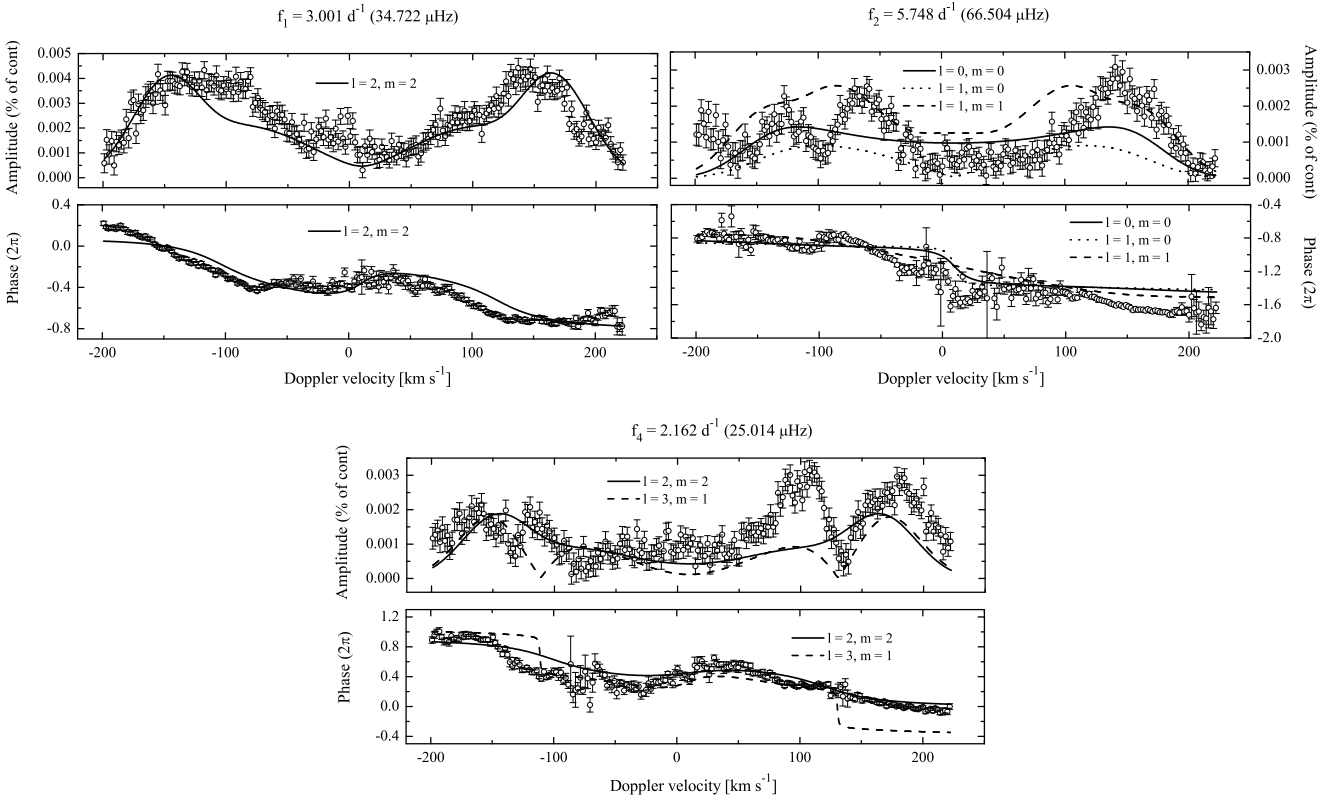 f1 = 3.001 d-1 (34.722 μHz)
f2 = 5.748 d-1 (66.504 μHz)
Amplitude (% of cont)
0.005
0.004
0.003
0.002
0.001
0.000
l = 2, m = 2
Phase (2π)
0.4
0.0
-0.4
-0.8
l = 2, m = 2
-200 -100 0 100 200
Doppler velocity [km s-1]
l = 0, m = 0
l = 1, m = 0
l = 1, m = 1
0.003
0.002
0.001
0.000
Amplitude (% of cont)
l = 0, m = 0
l = 1, m = 0
l = 1, m = 1
-0.4
-0.8
-1.2
-1.6
-2.0
Phase (2π)
-200 -100 0 100 200
Doppler velocity [km s-1]
f4 = 2.162 d-1 (25.014 μHz)
Amplitude (% of cont)
0.003
0.002
0.001
0.000
l = 2, m = 2
l = 3, m = 1
Phase (2π)
1.2
0.8
0.4
0.0
-0.4
l = 2, m = 2
l = 3, m = 1
-200 -100 0 100 200
Doppler velocity [km s-1]